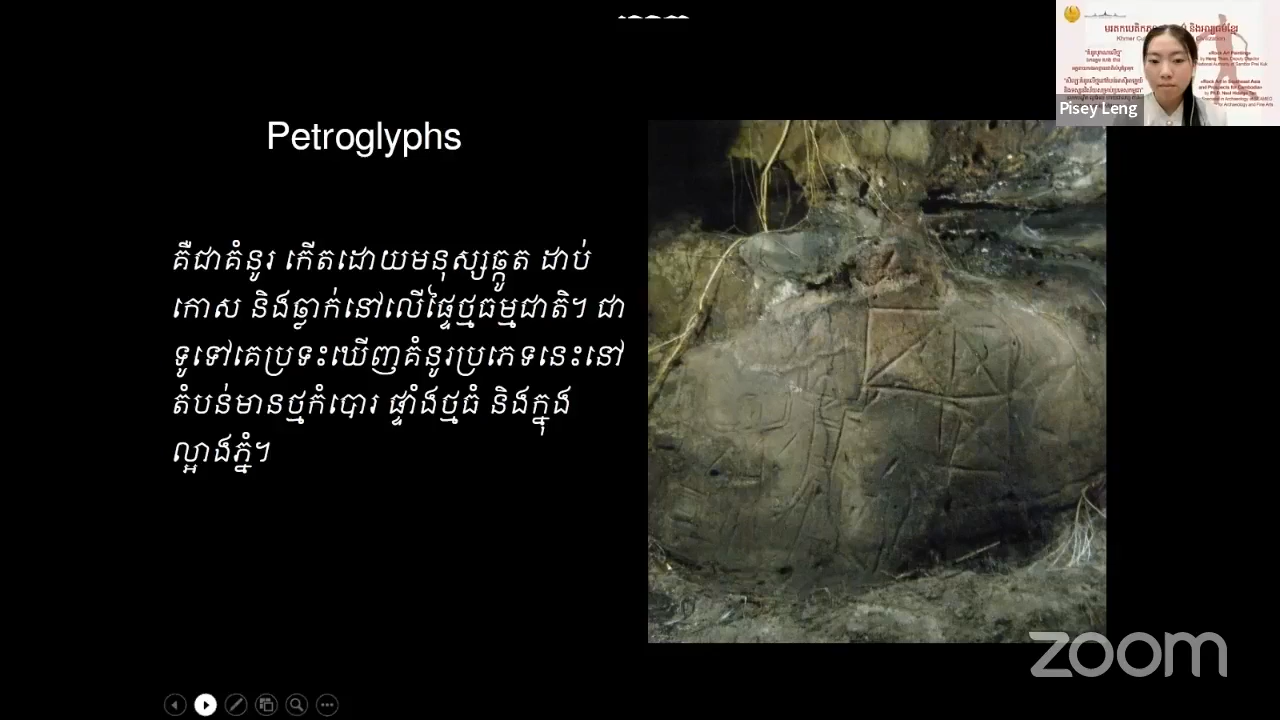 Petroglyphs
គឺជាគំនូរ កើតដោយមនុស្សឆ្កូត ដាប់
កោស និងធ្លាក់នៅលើផ្ទៃថ្មធម្មជាតិ។ ជា
ទូទៅគេប្រទះឃើញគំនូរប្រភេទនេះនៅ
តំបន់មានថ្មកំបោរ ផ្ទាំងថ្មធំ និងក្នុង
ល្អាងភ្នំ។
Pisey Leng
zoom